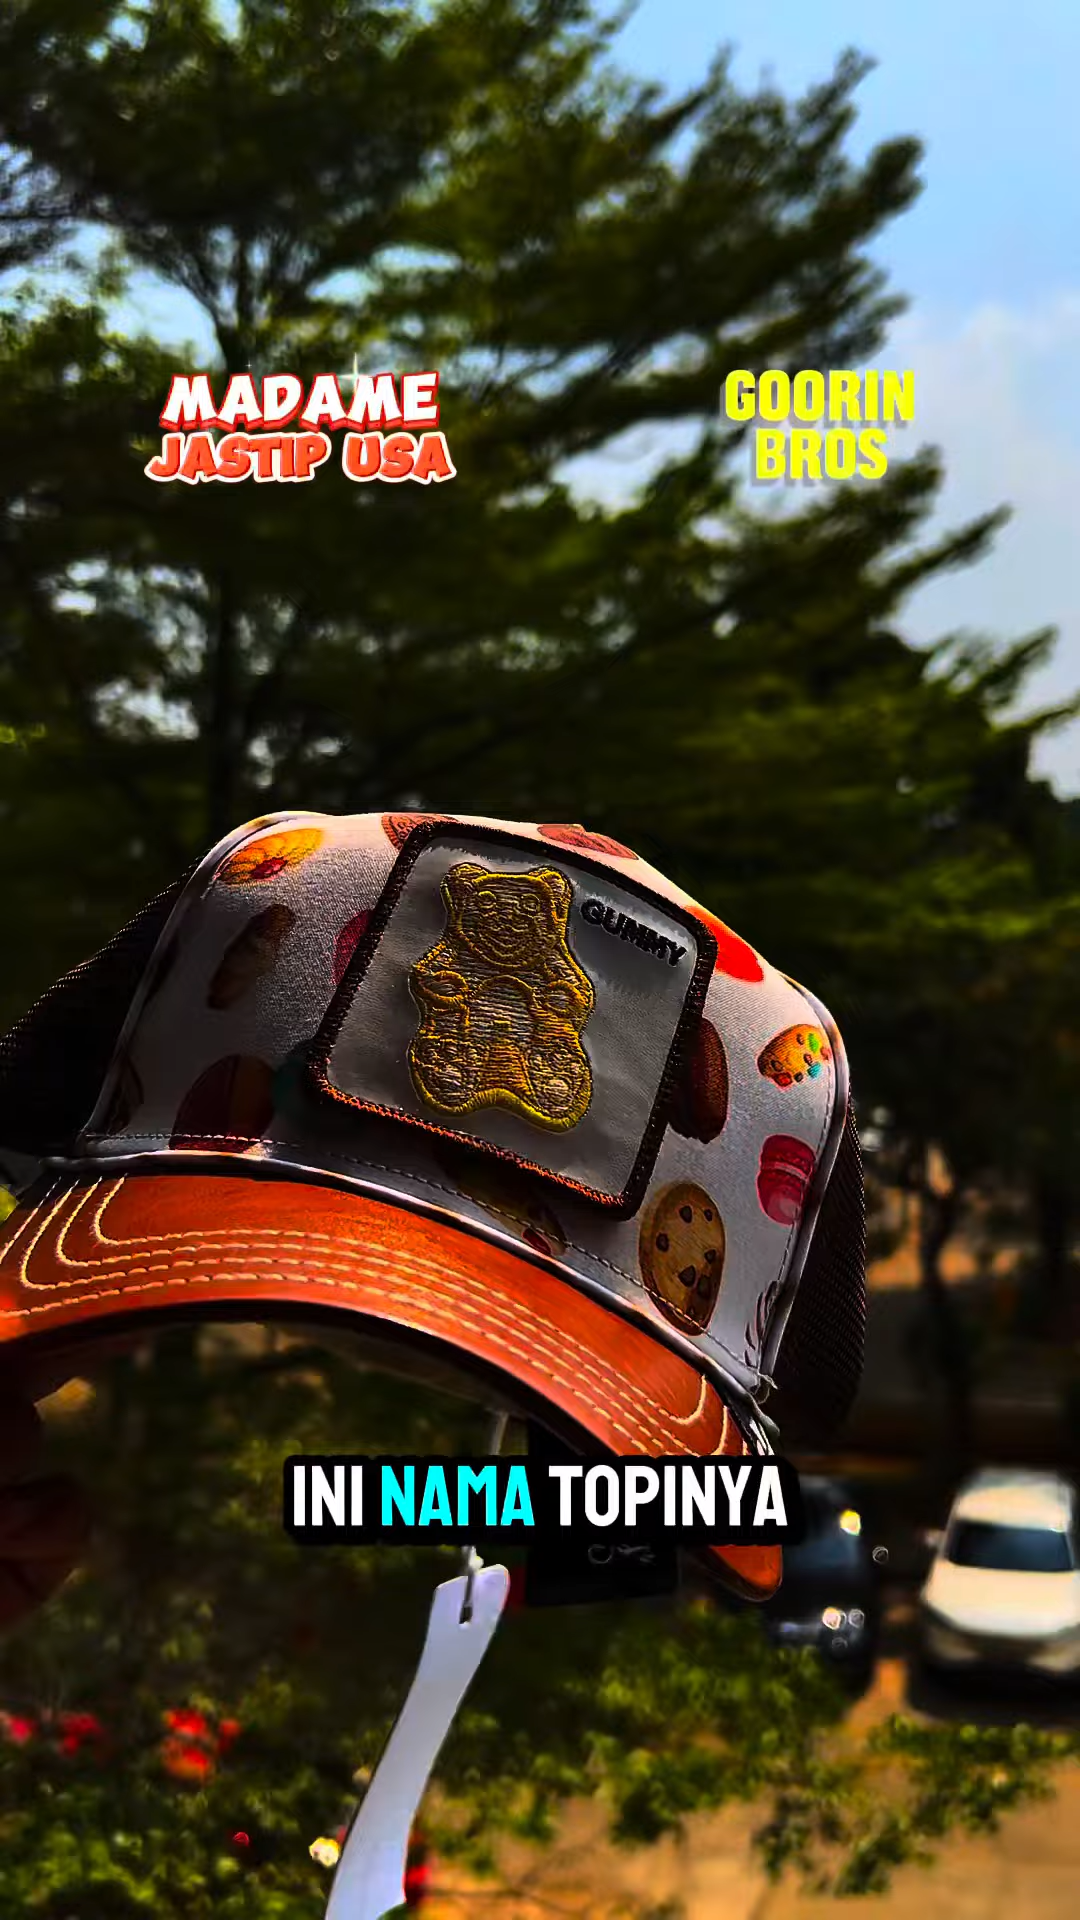 MADAME
JASTIP USA
GOORIN
BROS
GUMMY
INI NAMA TOPINYA